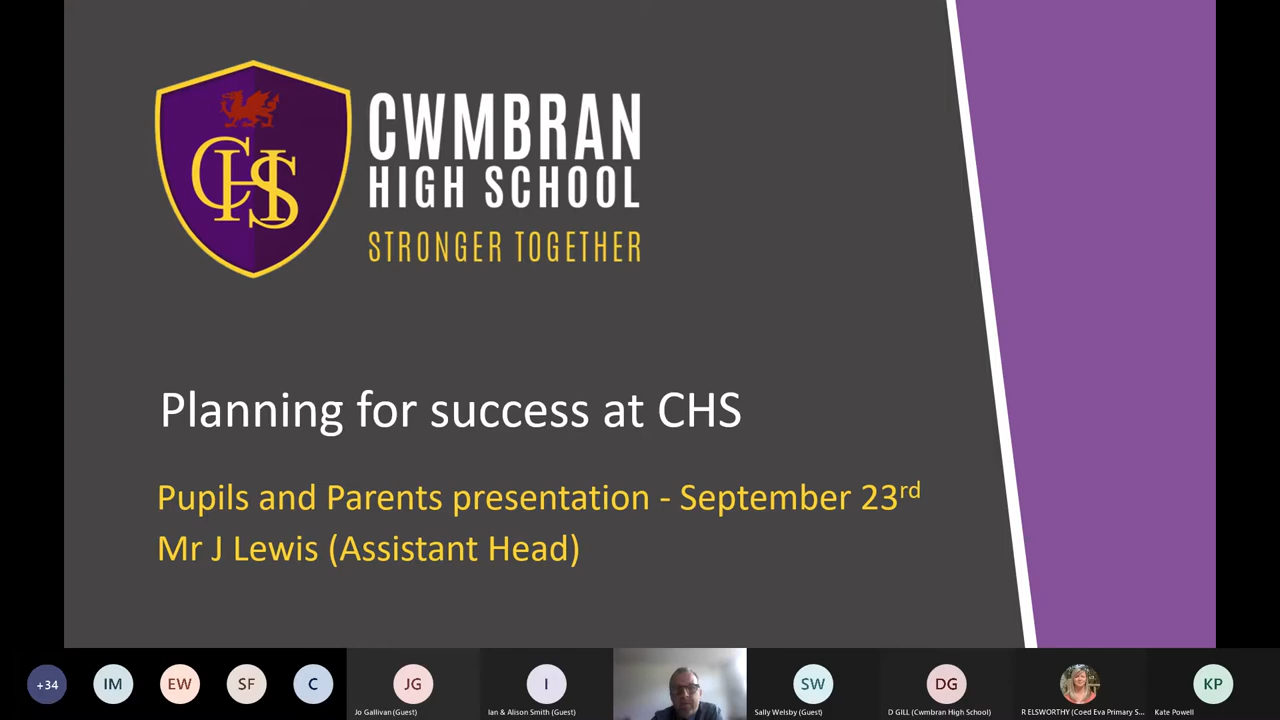 CHS
CWMBRAN
HIGH SCHOOL
STRONGER TOGETHER
Planning for success at CHS
Pupils and Parents presentation - September 23rd
Mr J Lewis (Assistant Head)
+34
IM
EW
SF
C
JG
I
SW
DG
KP
Jo Gallivan (Guest)
Ian & Alison Smith (Guest)
Sally Welsby (Guest)
D GILL (Cwmbran High School)
R ELSWORTHY (Coed Eva Primary S...
Kate Powell